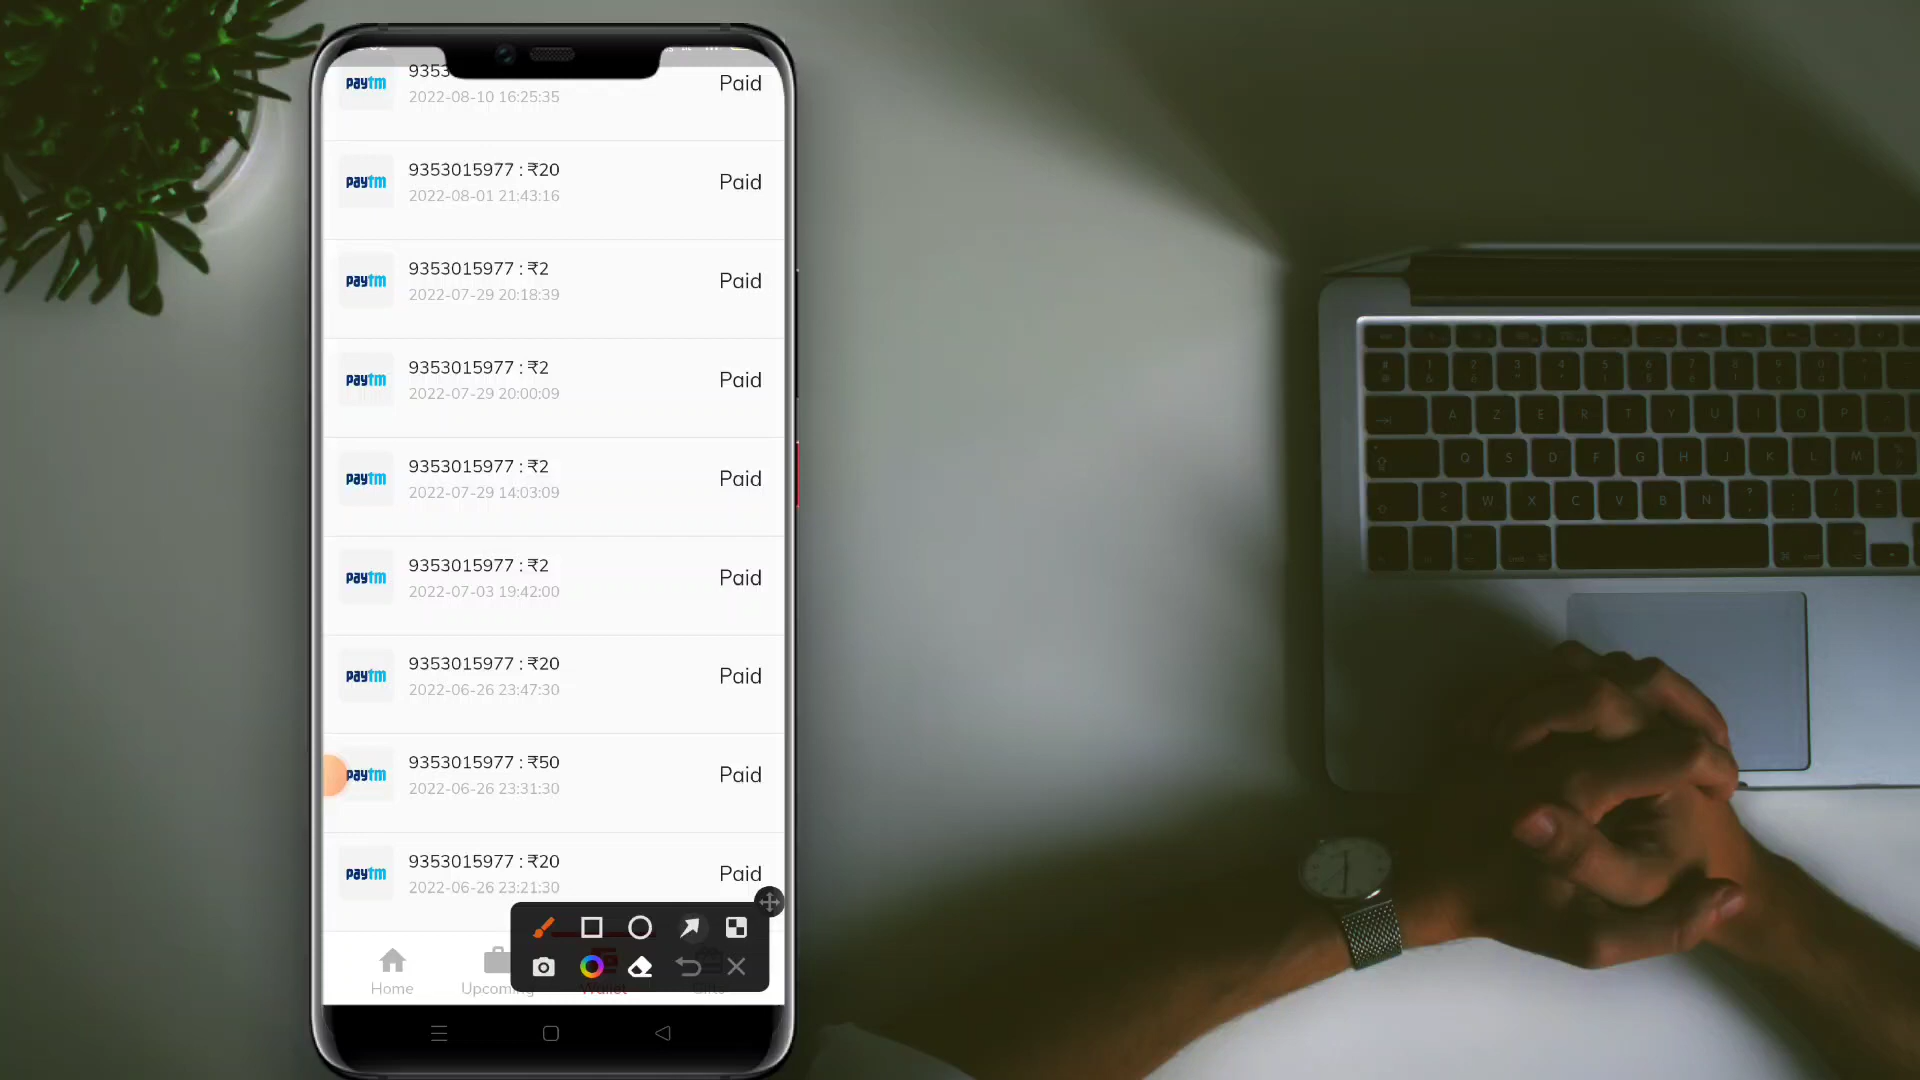 paytm 9353 Paid
2022-08-10 16:25:35
paytm 9353015977 : ₹20 Paid
2022-08-01 21:43:16
paytm 9353015977 : ₹2 Paid
2022-07-29 20:18:39
paytm 9353015977 : ₹2 Paid
2022-07-29 20:00:09
paytm 9353015977 : ₹2 Paid
2022-07-29 14:03:09
paytm 9353015977 : ₹2 Paid
2022-07-03 19:42:00
paytm 9353015977 : ₹20 Paid
2022-06-26 23:47:30
paytm 9353015977 : ₹50 Paid
2022-06-26 23:31:30
paytm 9353015977 : ₹20 Paid
2022-06-26 23:21:30
Home Upcoming Wallet
A Z E R T Y U I O P
Q S D F G H J K L M
W X C V B N